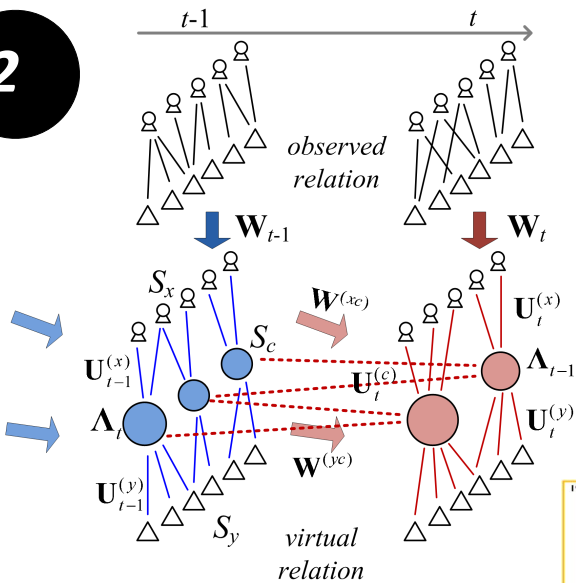 2
t-1 t
observed
relation
W_{t-1} W_t
S_x W^{(xc)} U_t^{(x)}
S_c
U_{t-1}^{(x)} U_t^{(c)} Λ_{t-1}
Λ_t U_t^{(y)}
W^{(yc)}
U_{t-1}^{(y)}
S_y virtual
relation